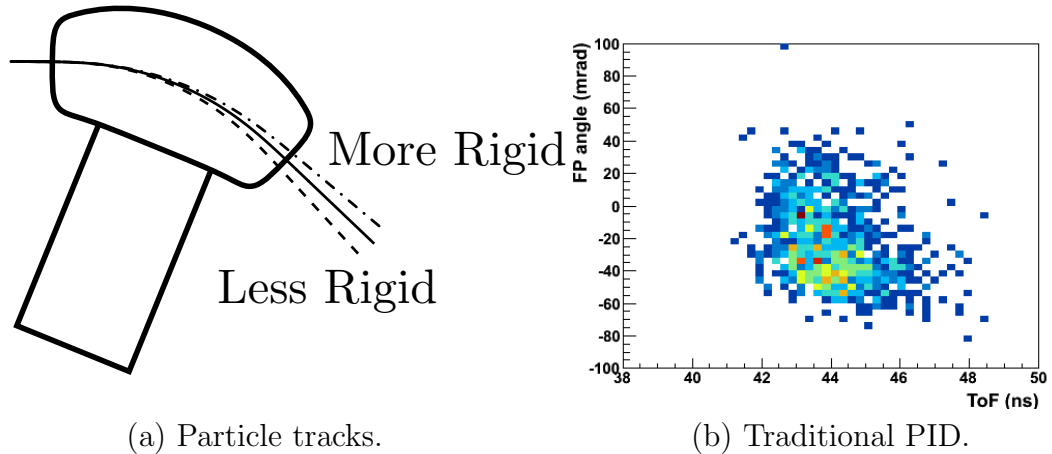 More Rigid
Less Rigid
(a) Particle tracks.
FP angle (mrad)
100
80
60
40
20
0
-20
-40
-60
-80
-100
38 40 42 44 46 48 50
ToF (ns)
(b) Traditional PID.